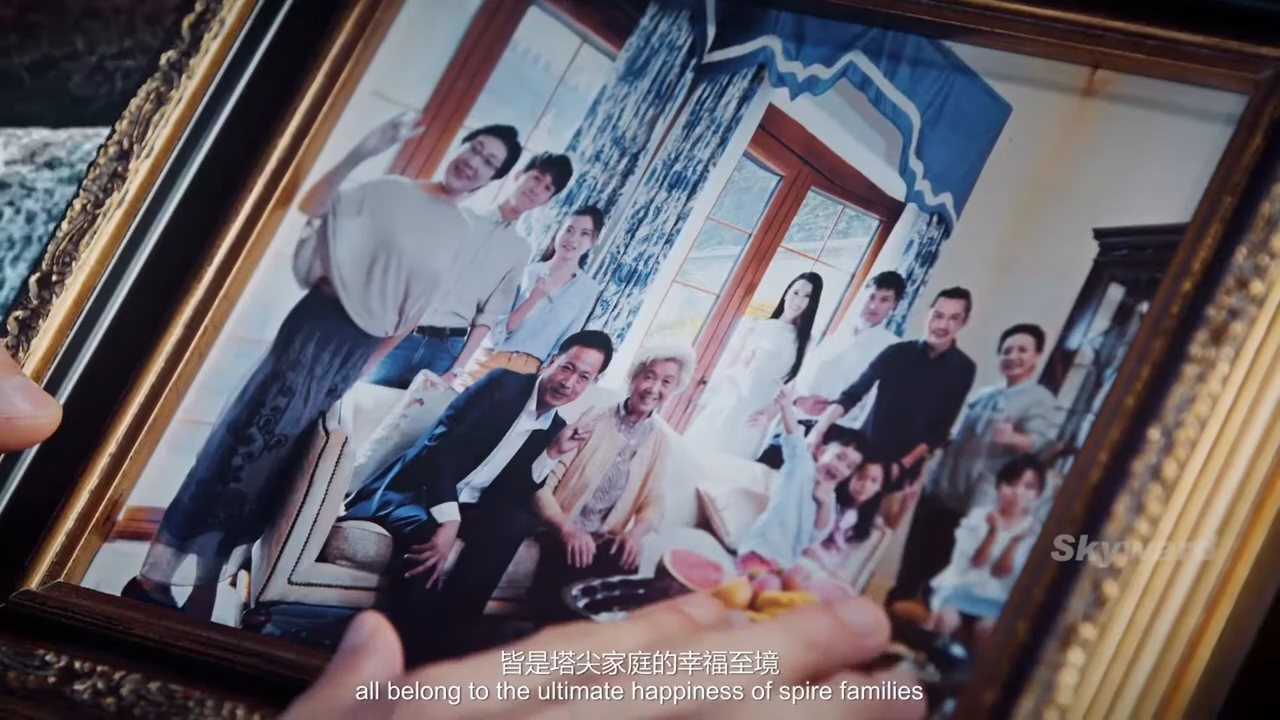 皆是塔尖家庭的幸福至境
all belong to the ultimate happiness of spire families